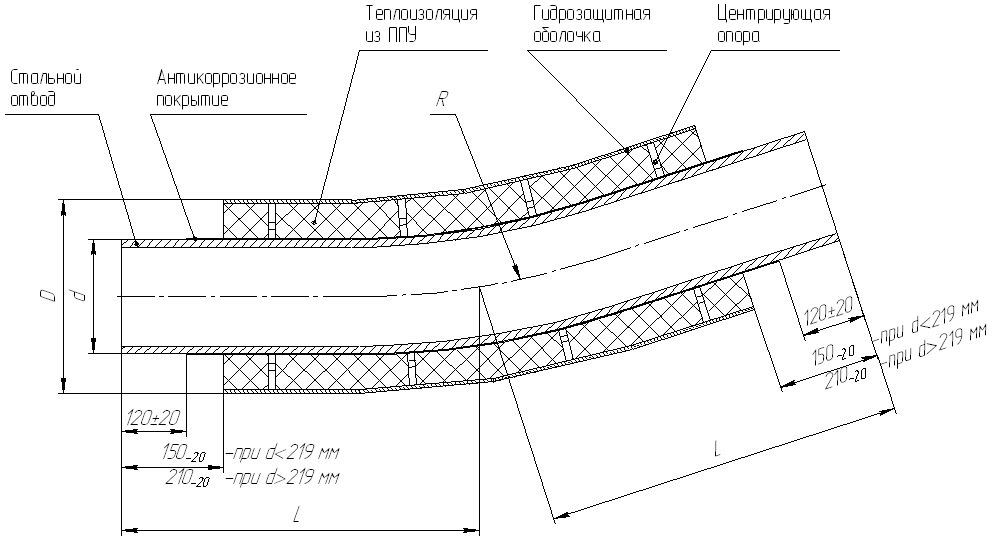 Теплоизоляция
из ППУ
Гидрозащитная
оболочка
Центрирующая
опора
Стальной
отвод
Антикоррозионное
покрытие
R
D
d
120±20
150-20 -при d<219 мм
210-20 -при d>219 мм
L
120±20
150-20 -при d<219 мм
210-20 -при d>219 мм
L